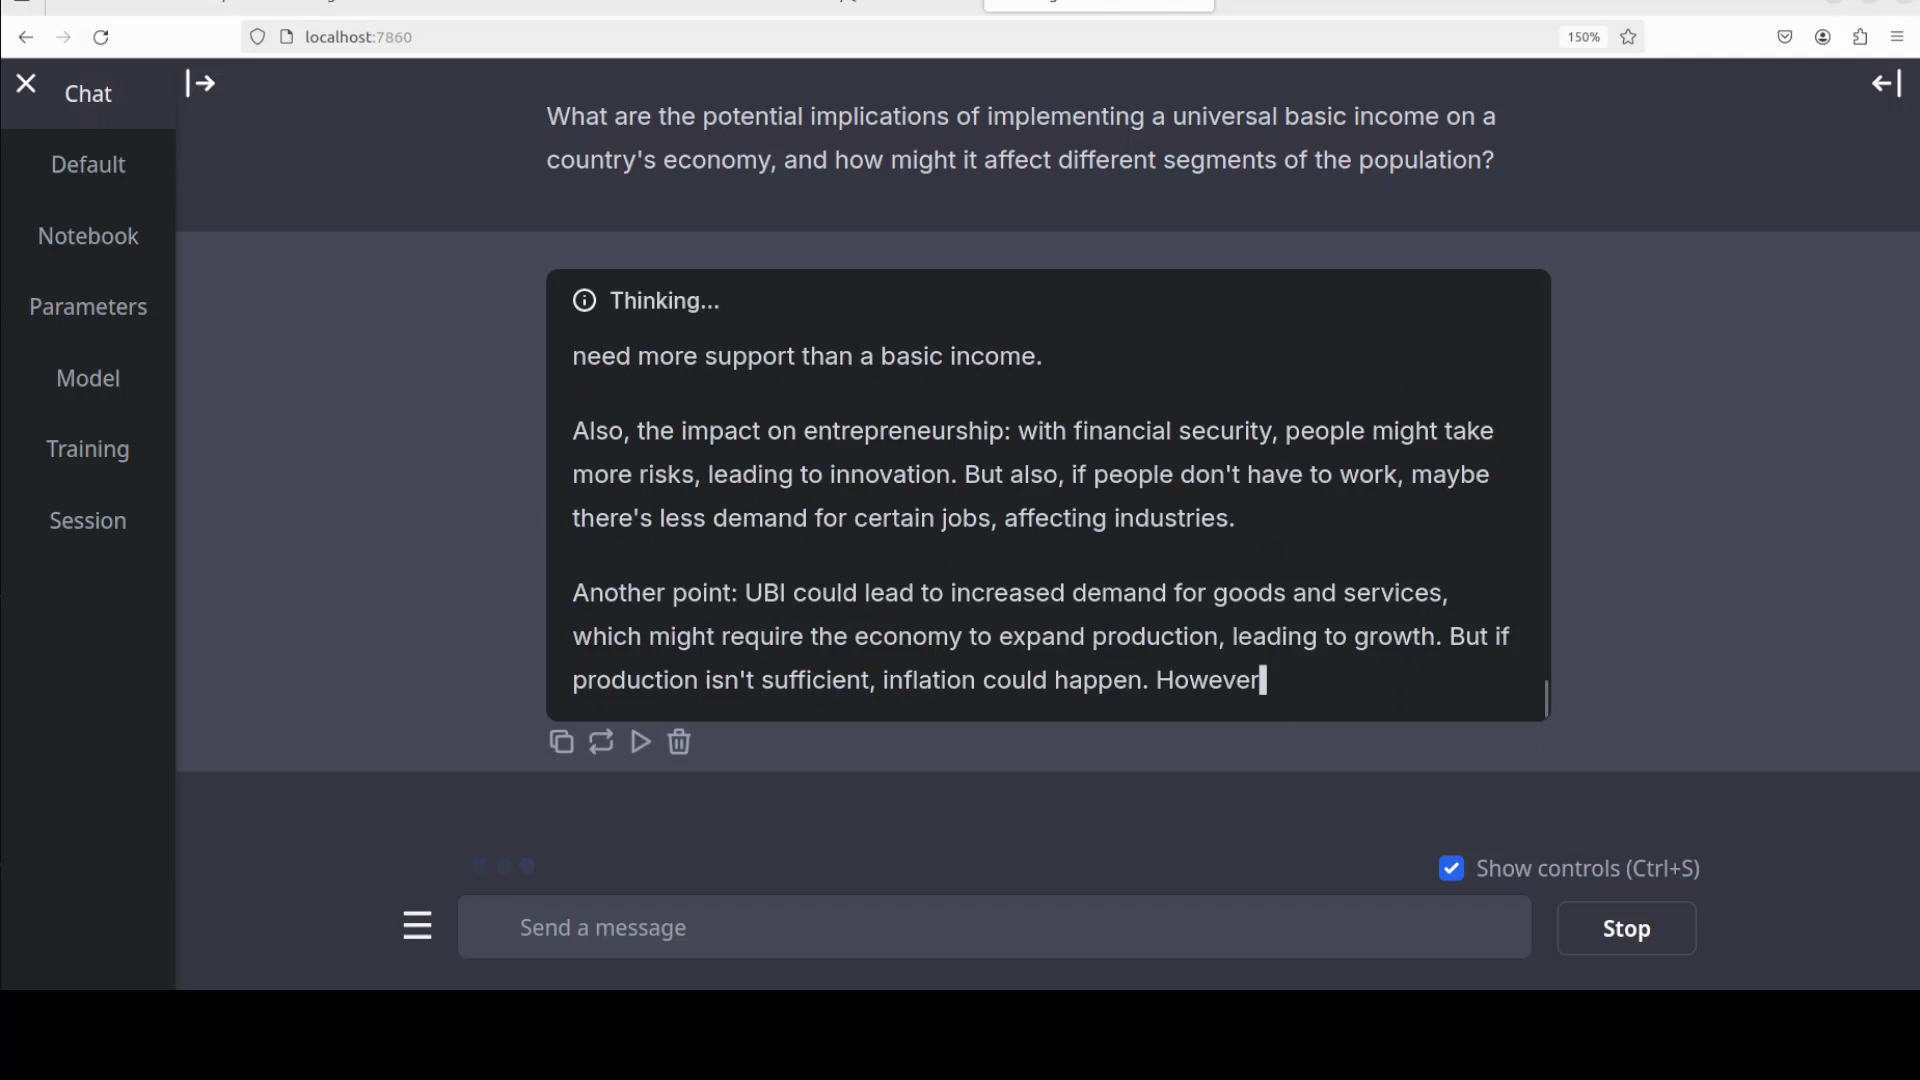 localhost:7860
150%
Chat
Default
Notebook
Parameters
Model
Training
Session
What are the potential implications of implementing a universal basic income on a
country's economy, and how might it affect different segments of the population?
Thinking...
need more support than a basic income.
Also, the impact on entrepreneurship: with financial security, people might take
more risks, leading to innovation. But also, if people don't have to work, maybe
there's less demand for certain jobs, affecting industries.
Another point: UBI could lead to increased demand for goods and services,
which might require the economy to expand production, leading to growth. But if
production isn't sufficient, inflation could happen. However
Show controls (Ctrl+S)
Send a message
Stop